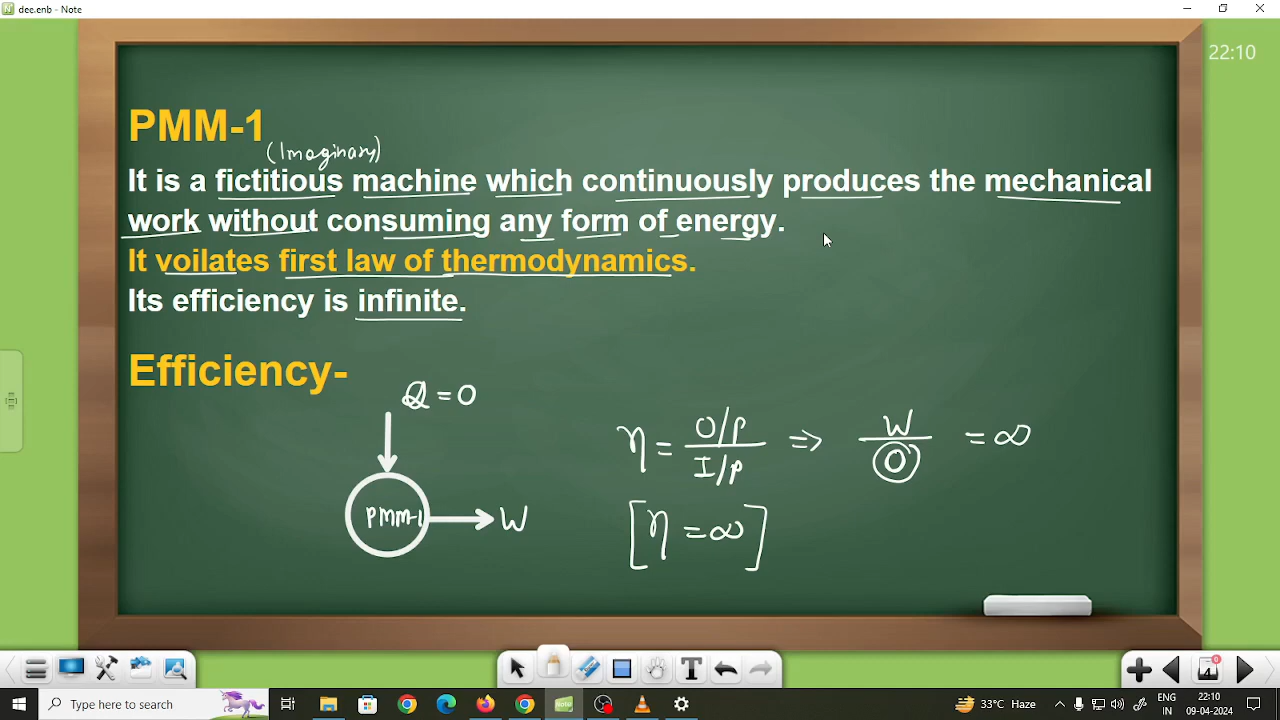 dee.enb - Note
22:10
PMM-1
(Imaginary)
It is a fictitious machine which continuously produces the mechanical
work without consuming any form of energy.
It voilates first law of thermodynamics.
Its efficiency is infinite.
Efficiency-
Q = 0
PMM-1
W
η = O/P / I/P ⇒ W / 0 = ∞
[η = ∞]
Type here to search
33°C Haze
ENG
IN
22:10
09-04-2024